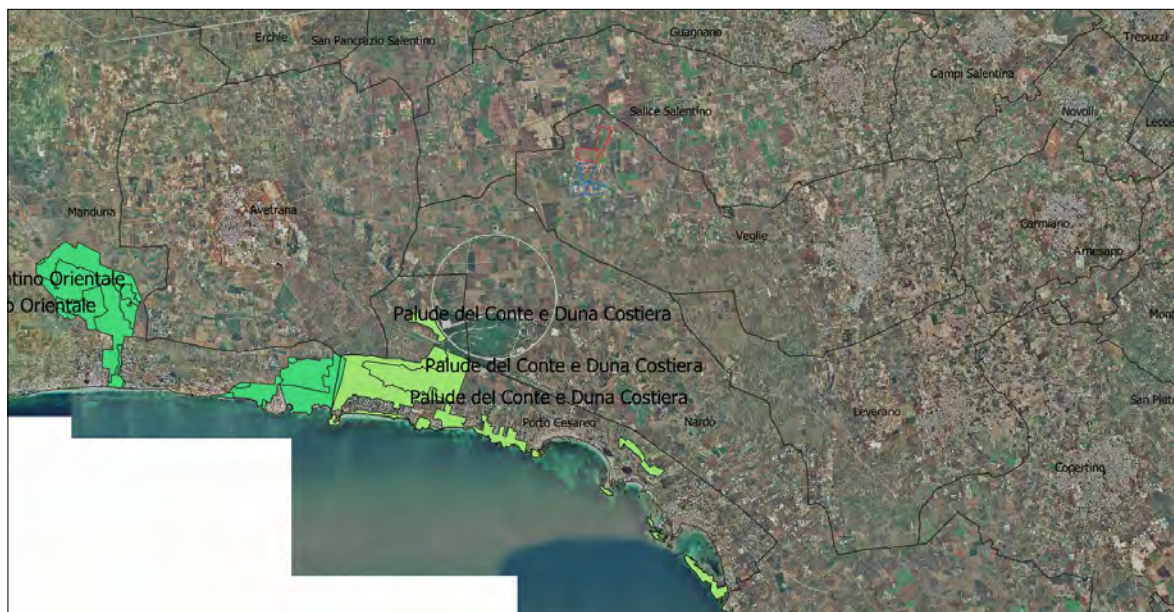 Erchie
San Pancrazio Salentino
Guagnano
Trepuzzi
Campi Salentina
Salice Salentino
Novoli
Lecce
Manduria
Avetrana
Veglie
Carmiano
Arnesano
ntino Orientale
o Orientale
Palude del Conte e Duna Costiera
Palude del Conte e Duna Costiera
Palude del Conte e Duna Costiera
Porto Cesareo
Nardò
Leverano
San Piet
Copertino